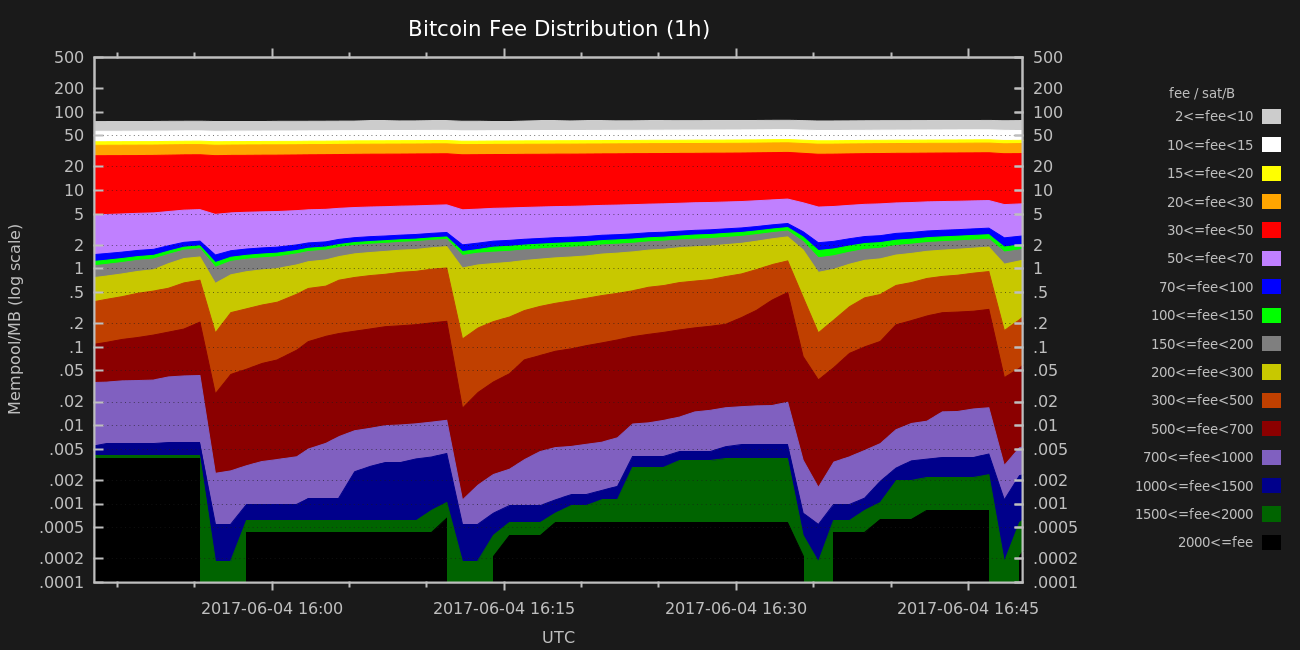 Bitcoin Fee Distribution (1h)
500
200
100
50
20
10
5
2
1
.5
.2
.1
.05
.02
.01
.005
.002
.001
.0005
.0002
.0001
Mempool/MB (log scale)
500
200
100
50
20
10
5
2
1
.5
.2
.1
.05
.02
.01
.005
.002
.001
.0005
.0002
.0001
2017-06-04 16:00 2017-06-04 16:15 2017-06-04 16:30 2017-06-04 16:45
UTC
fee / sat/B
2<=fee<10
10<=fee<15
15<=fee<20
20<=fee<30
30<=fee<50
50<=fee<70
70<=fee<100
100<=fee<150
150<=fee<200
200<=fee<300
300<=fee<500
500<=fee<700
700<=fee<1000
1000<=fee<1500
1500<=fee<2000
2000<=fee